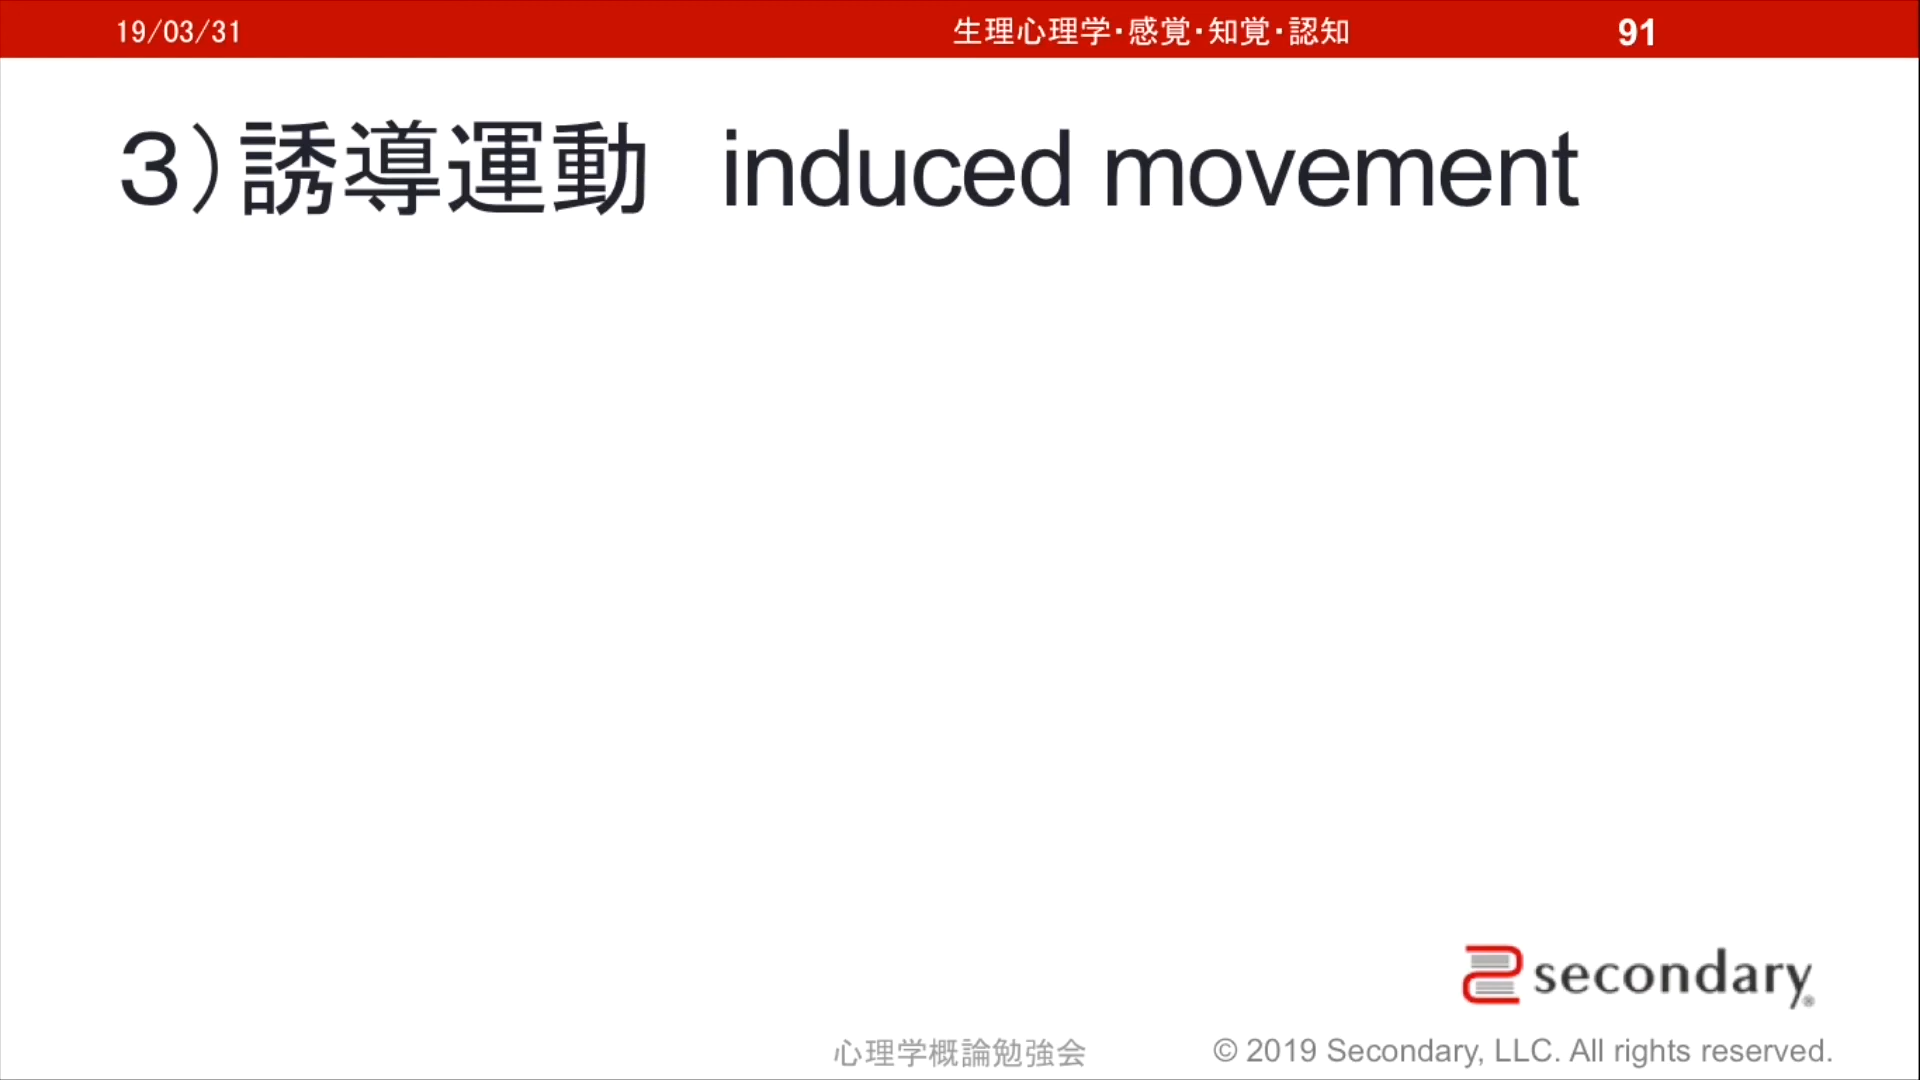 19/03/31
生理心理学・感覚・知覚・認知
91
3）誘導運動　induced movement
secondary®
心理学概論勉強会
© 2019 Secondary, LLC. All rights reserved.